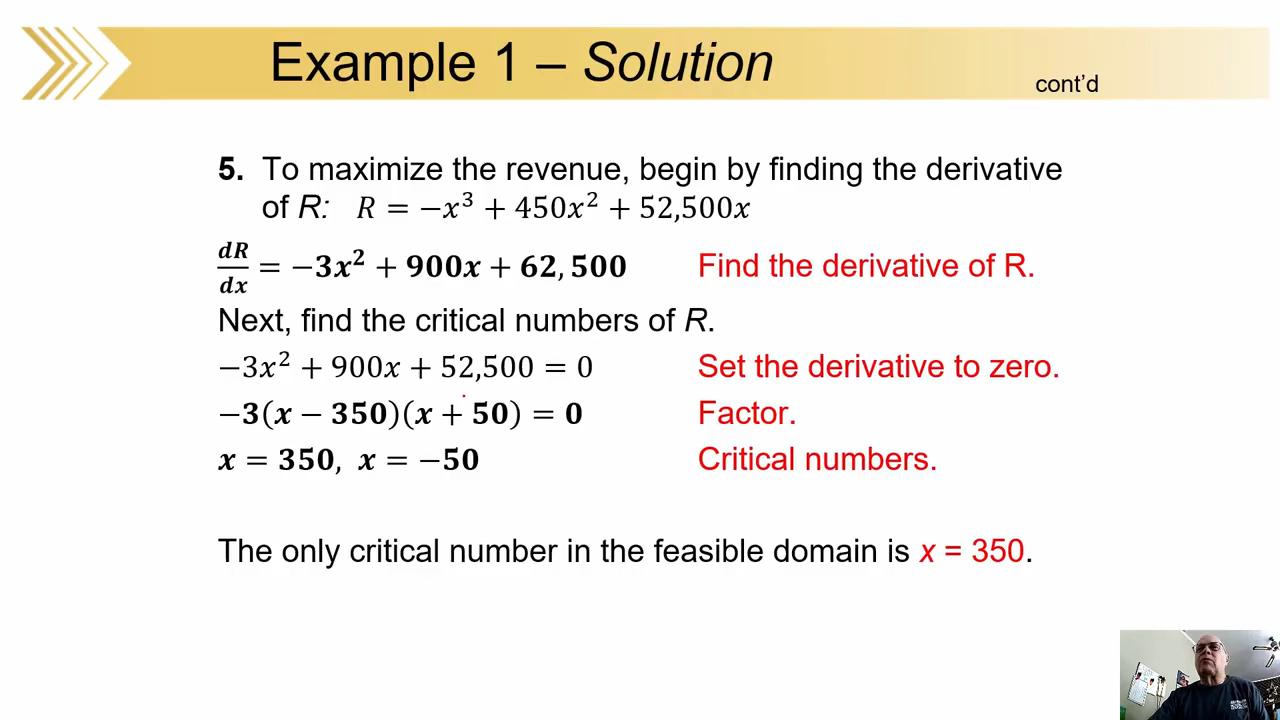 Example 1 – Solution
cont'd
5. To maximize the revenue, begin by finding the derivative
of R: R = −x³ + 450x² + 52,500x
dR/dx = −3x² + 900x + 62,500 Find the derivative of R.
Next, find the critical numbers of R.
−3x² + 900x + 52,500 = 0 Set the derivative to zero.
−3(x − 350)(x + 50) = 0 Factor.
x = 350, x = −50 Critical numbers.
The only critical number in the feasible domain is x = 350.